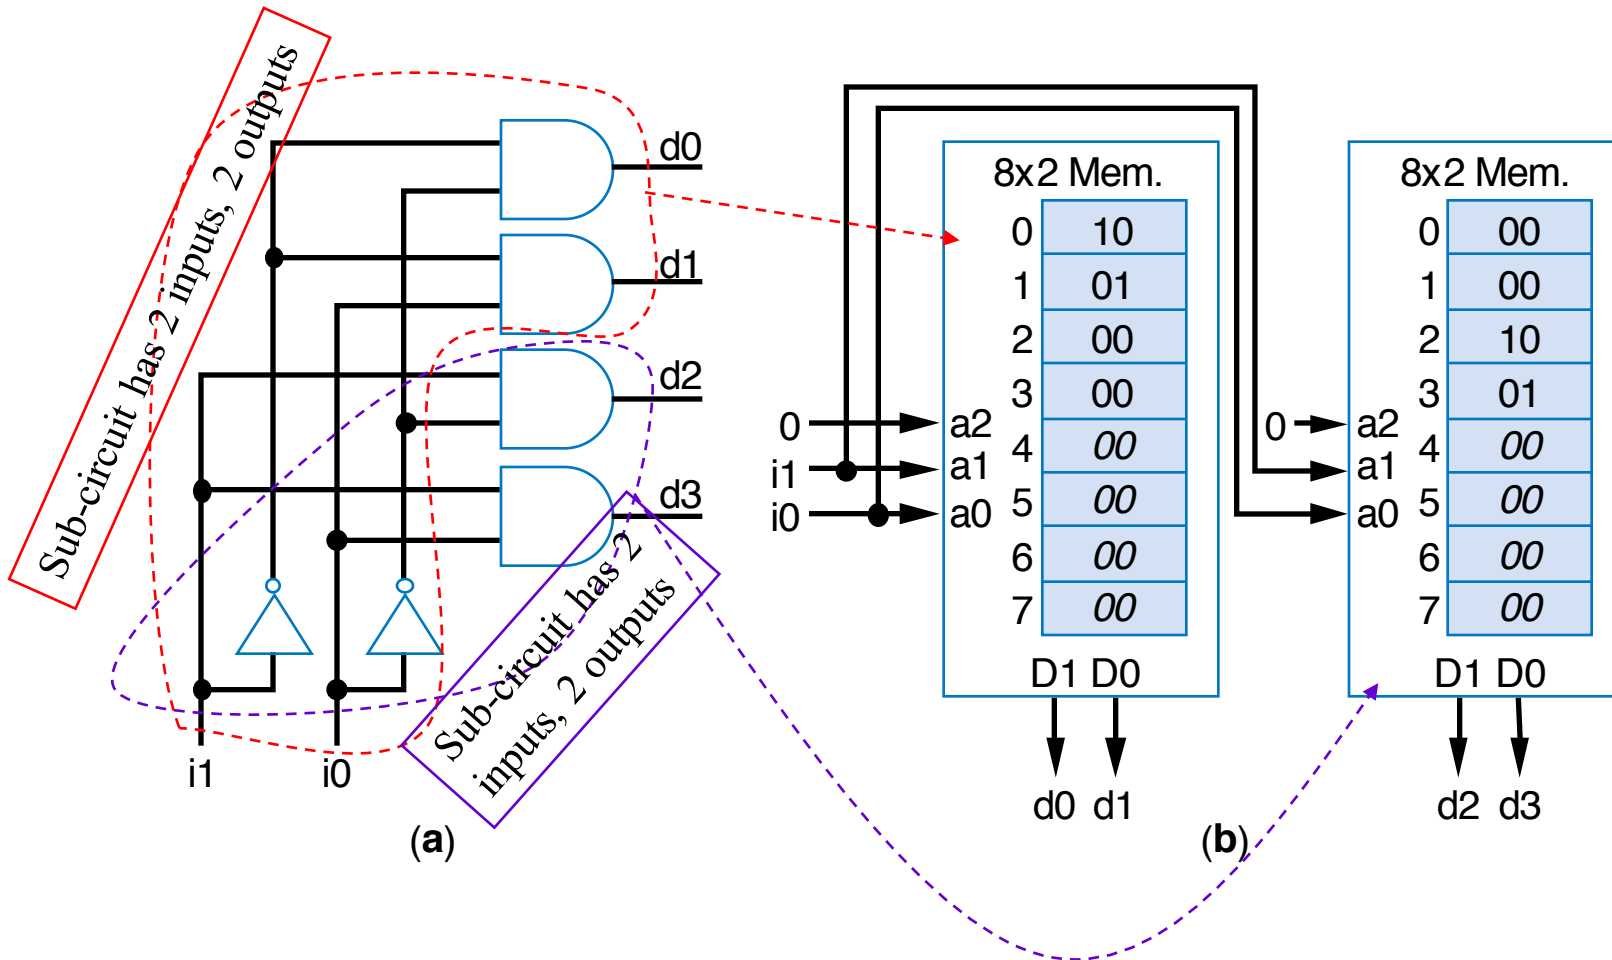 Sub-circuit has 2 inputs, 2 outputs
d0
d1
d2
d3
Sub-circuit has 2
inputs, 2 outputs
i1
i0
(a)
8x2 Mem.
0 10
1 01
2 00
3 00
4 00
5 00
6 00
7 00
0
i1
i0
a2
a1
a0
D1 D0
d0 d1
8x2 Mem.
0 00
1 00
2 10
3 01
4 00
5 00
6 00
7 00
0
a2
a1
a0
D1 D0
d2 d3
(b)